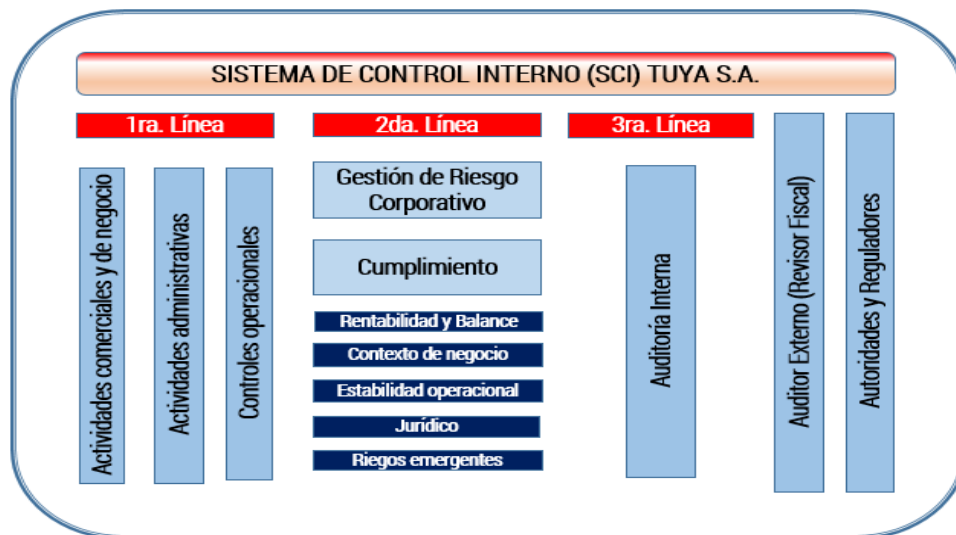 SISTEMA DE CONTROL INTERNO (SCI) TUYA S.A.
1ra. Línea
Actividades comerciales y de negocio
Actividades administrativas
Controles operacionales
2da. Línea
Gestión de Riesgo
Corporativo
Cumplimiento
Rentabilidad y Balance
Contexto de negocio
Estabilidad operacional
Jurídico
Riegos emergentes
3ra. Línea
Auditoría Interna
Auditor Externo (Revisor Fiscal)
Autoridades y Reguladores